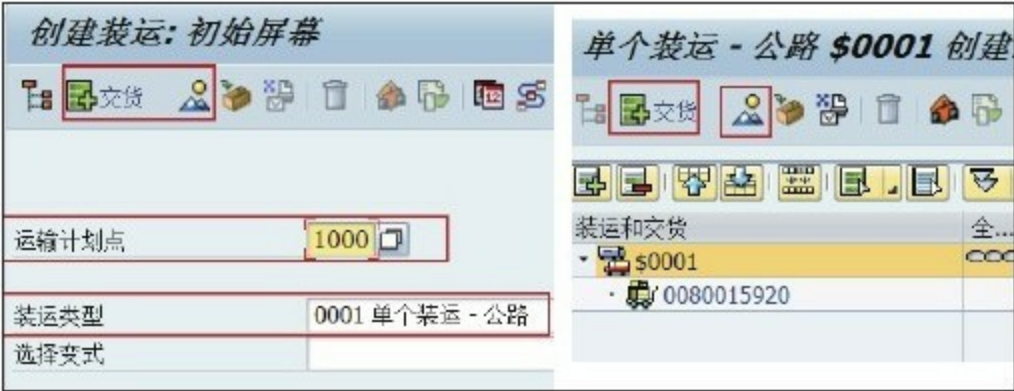 创建装运: 初始屏幕
交货
12
运输计划点 1000
装运类型 0001 单个装运 - 公路
选择变式
单个装运 - 公路 $0001 创建
交货
装运和交货 全...
$0001
0080015920